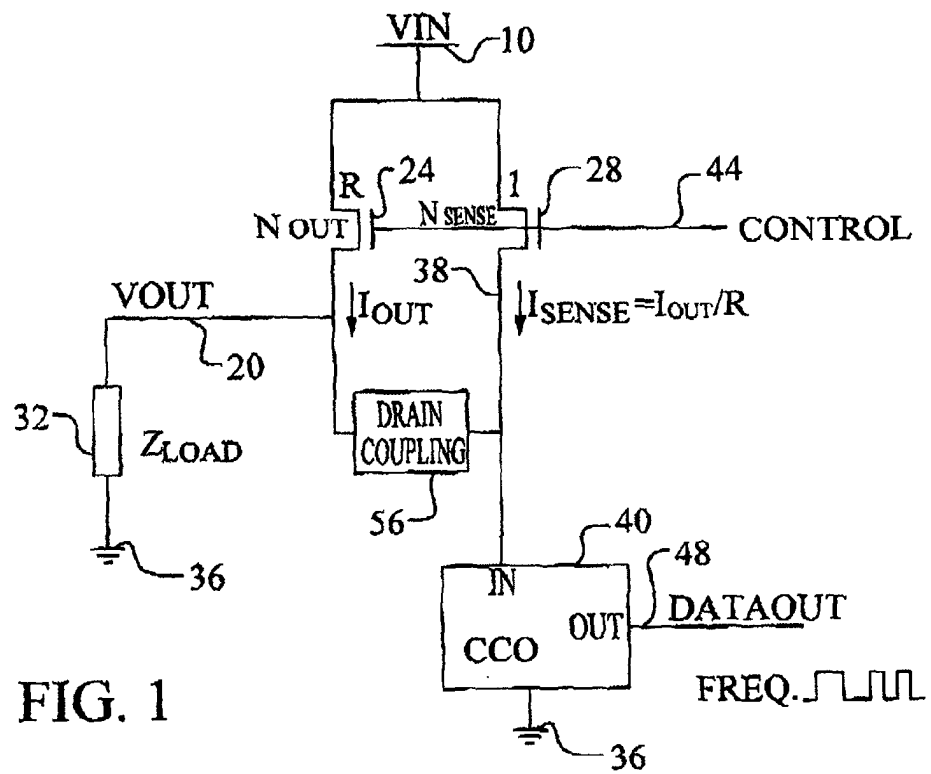 VIN
10
R
24
1
28
44
N OUT
N SENSE
CONTROL
38
VOUT
I OUT
I SENSE=I OUT/R
20
32
Z LOAD
DRAIN
COUPLING
56
36
40
IN
48
OUT
DATAOUT
CCO
FREQ.
FIG. 1
36